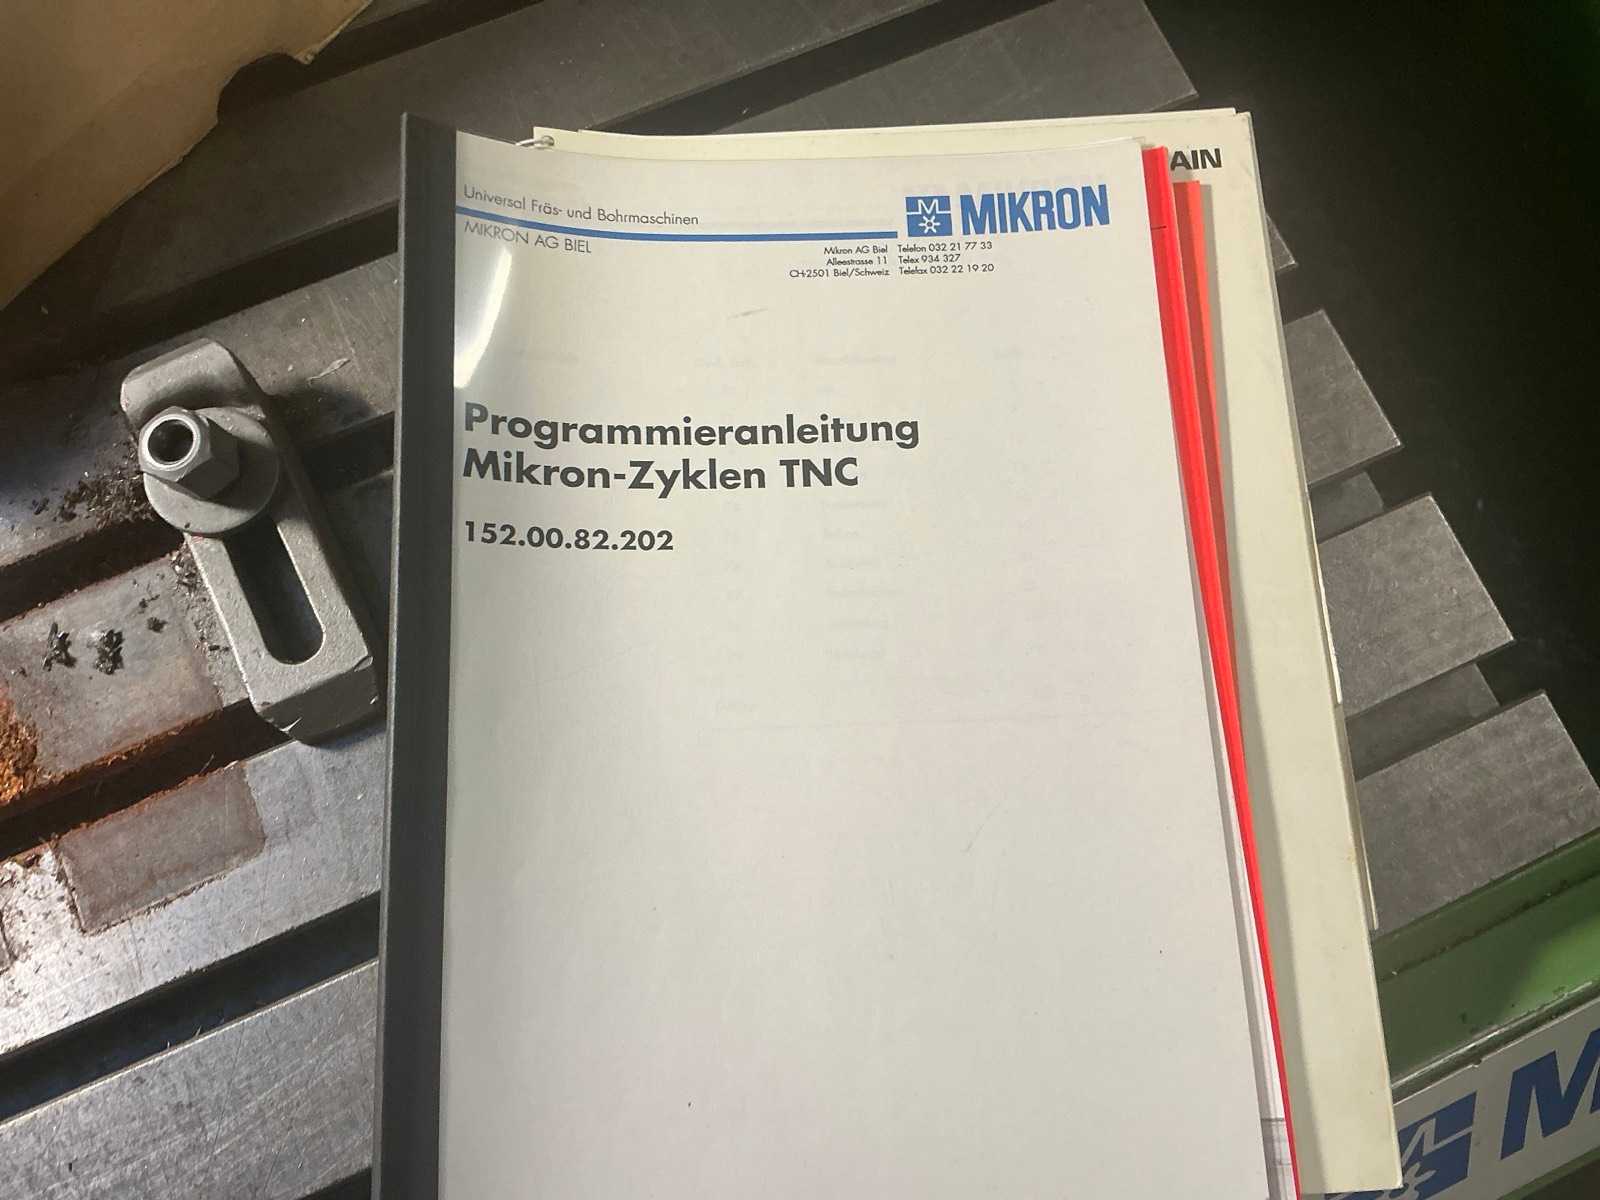 Universal Fräs- und Bohrmaschinen
MIKRON AG BIEL
MIKRON
Mikron AG Biel Telefon 032 21 77 33
Alleestrasse 11 Telex 934 327
CH-2501 Biel/Schweiz Telefax 032 22 19 20
AIN
Programmieranleitung
Mikron-Zyklen TNC
152.00.82.202
M